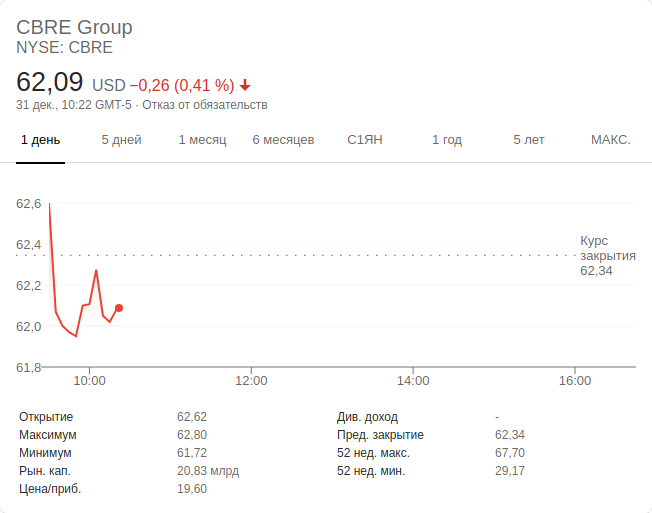 CBRE Group
NYSE: CBRE
62,09 USD −0,26 (0,41 %)
31 дек., 10:22 GMT-5 · Отказ от обязательств
1 день 5 дней 1 месяц 6 месяцев С1ЯН 1 год 5 лет МАКС.
62,6
62,4
62,2
62,0
61,8
Курс
закрытия
62,34
10:00 12:00 14:00 16:00
Открытие 62,62 Див. доход -
Максимум 62,80 Пред. закрытие 62,34
Минимум 61,72 52 нед. макс. 67,70
Рын. кап. 20,83 млрд 52 нед. мин. 29,17
Цена/приб. 19,60